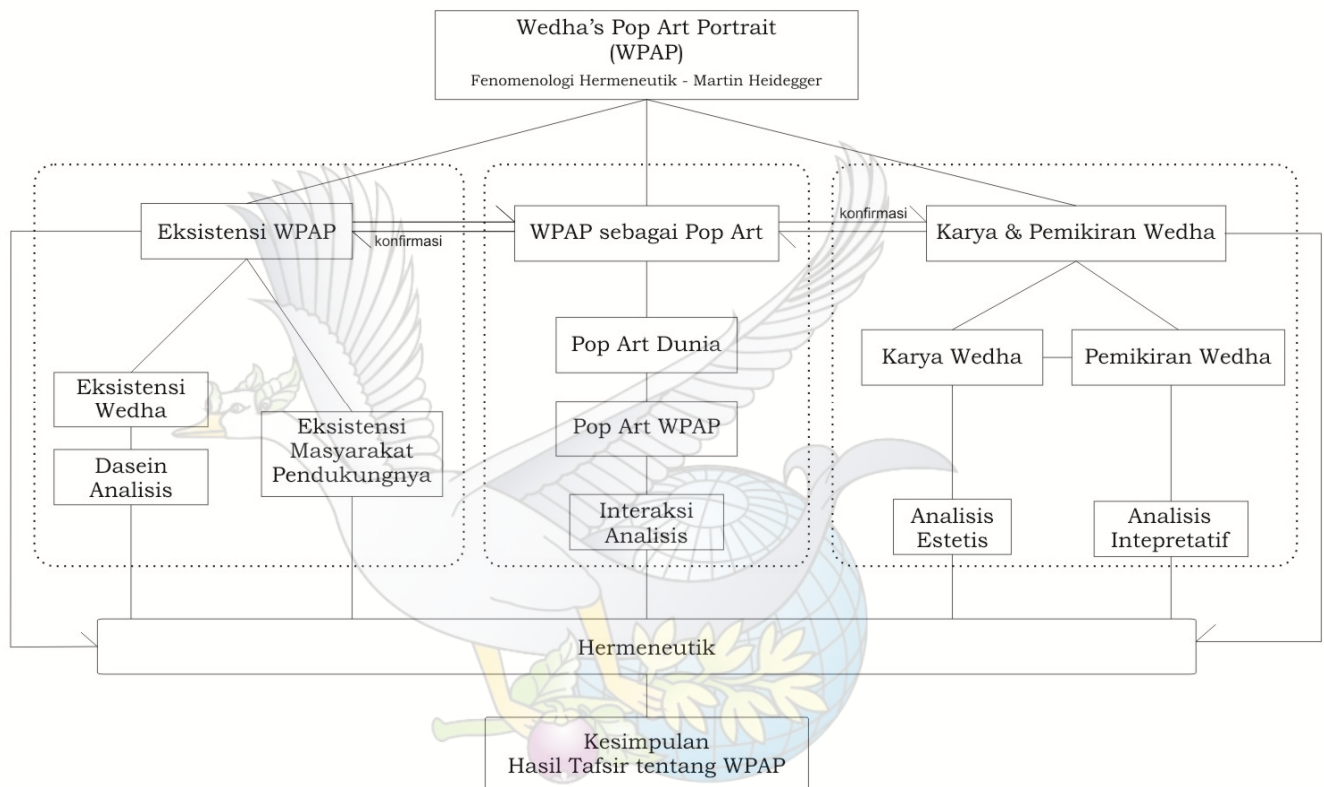 Wedha's Pop Art Portrait
(WPAP)
Fenomenologi Hermeneutik - Martin Heidegger
Eksistensi WPAP
konfirmasi
WPAP sebagai Pop Art
konfirmasi
Karya & Pemikiran Wedha
Eksistensi
Wedha
Dasein
Analisis
Eksistensi
Masyarakat
Pendukungnya
Pop Art Dunia
Pop Art WPAP
Interaksi
Analisis
Karya Wedha
Pemikiran Wedha
Analisis
Estetis
Analisis
Intepretatif
Hermeneutik
Kesimpulan
Hasil Tafsir tentang WPAP